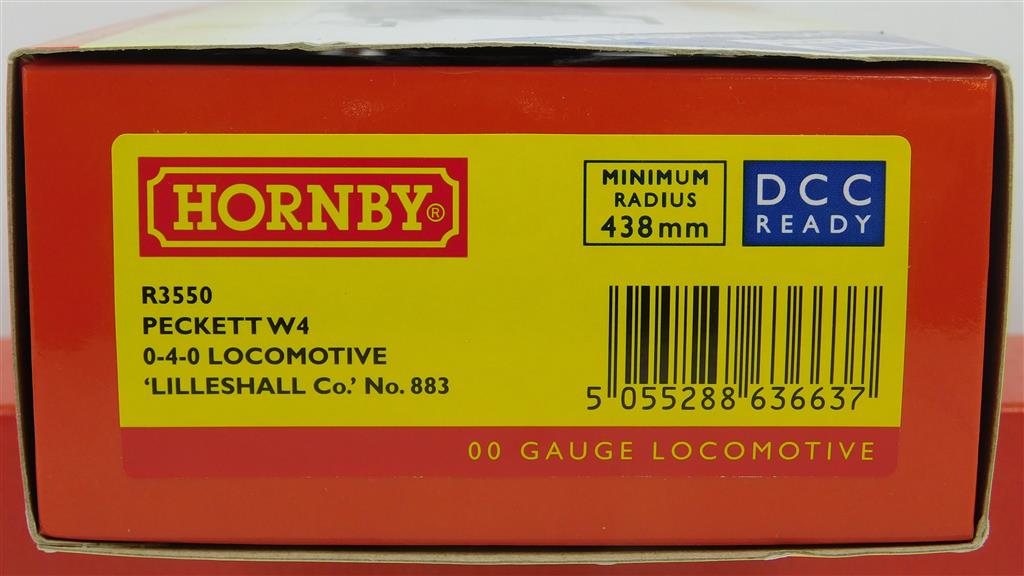 HORNBY®
MINIMUM
RADIUS
438mm
DCC
READY
R3550
PECKETT W4
0-4-0 LOCOMOTIVE
‘LILLESHALL Co.’ No. 883
5 055288 636637
00 GAUGE LOCOMOTIVE